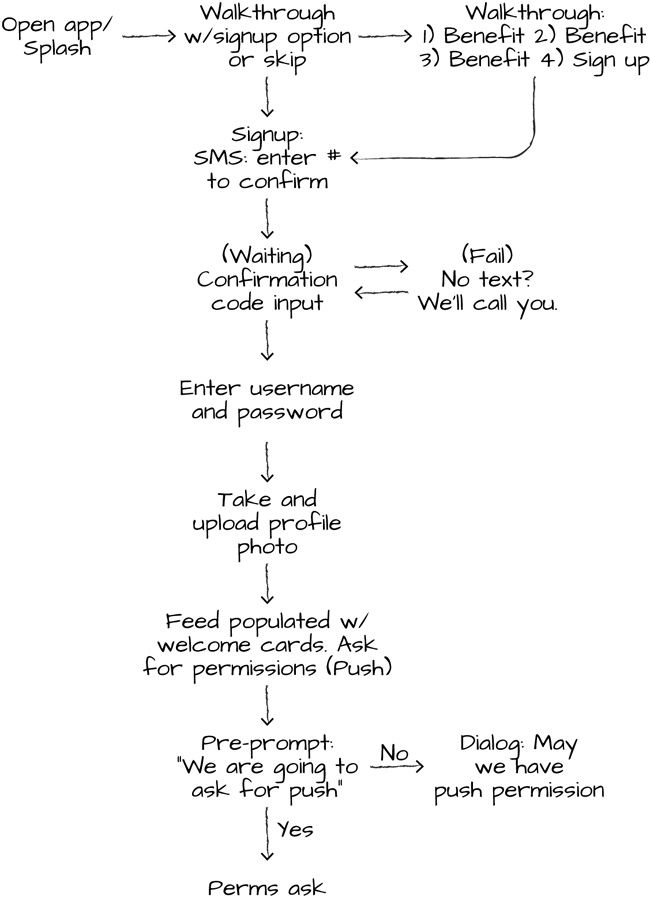 Open app/
Splash
Walkthrough
w/signup option
or skip
Walkthrough:
1) Benefit 2) Benefit
3) Benefit 4) Sign up
Signup:
SMS: enter #
to confirm
(Waiting)
Confirmation
code input
(Fail)
No text?
We'll call you.
Enter username
and password
Take and
upload profile
photo
Feed populated w/
welcome cards. Ask
for permissions (Push)
Pre-prompt:
"We are going to
ask for push"
No
Dialog: May
we have
push permission
Yes
Perms ask